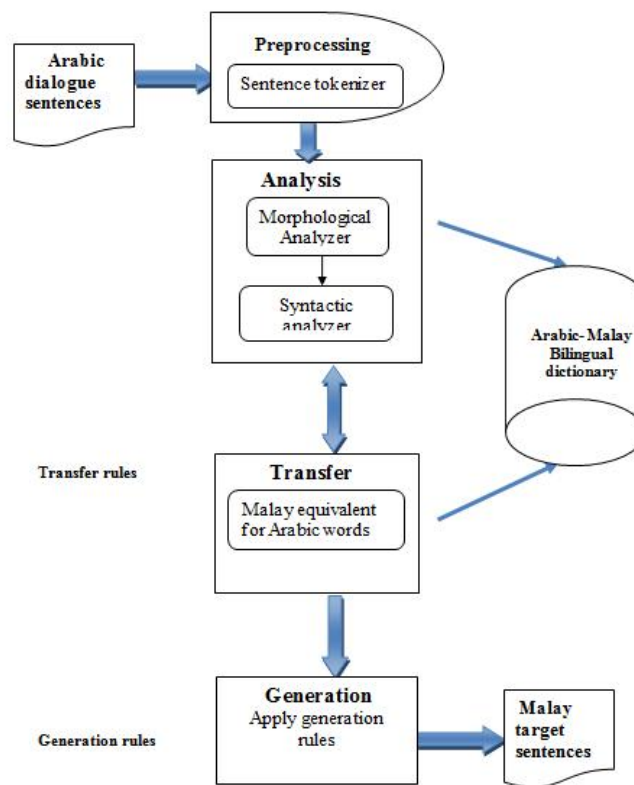 Arabic
dialogue
sentences
Preprocessing
Sentence tokenizer
Analysis
Morphological
Analyzer
Syntactic
analyzer
Arabic- Malay
Bilingual
dictionary
Transfer rules
Transfer
Malay equivalent
for Arabic words
Generation rules
Generation
Apply generation
rules
Malay
target
sentences